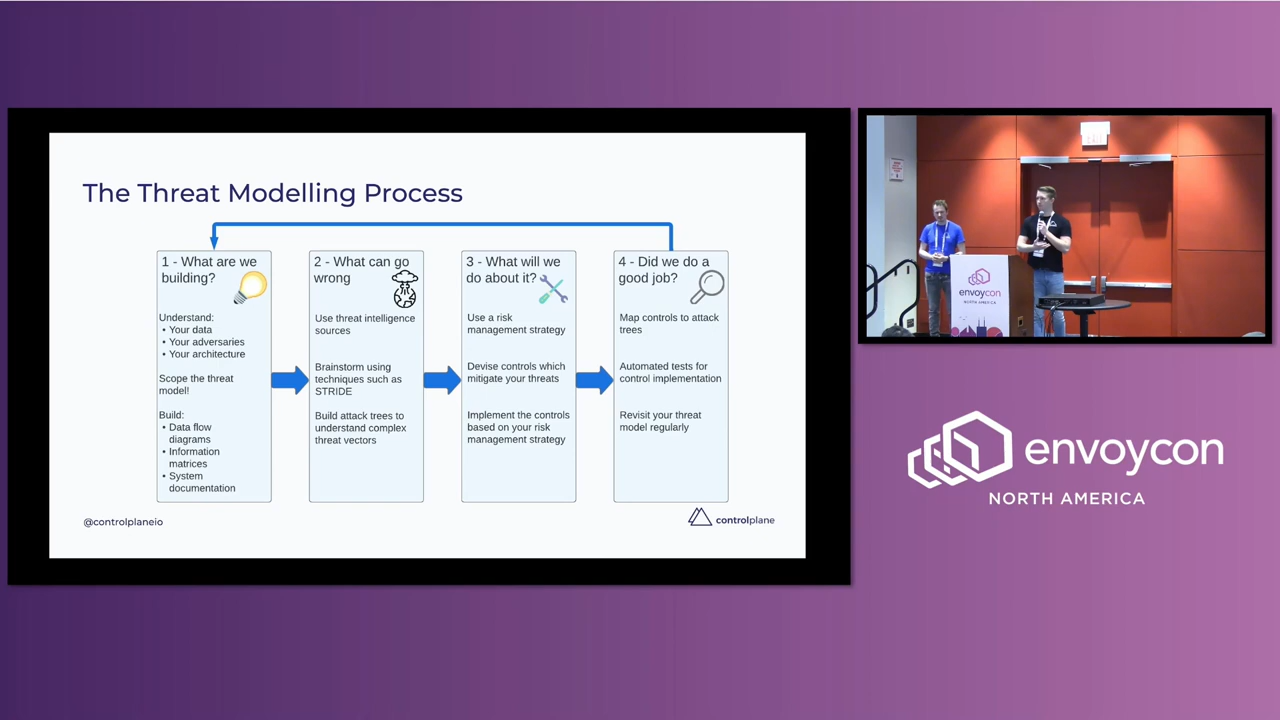 The Threat Modelling Process
1 - What are we
building?
Understand:
• Your data
• Your adversaries
• Your architecture
Scope the threat
model!
Build:
• Data flow
diagrams
• Information
matrices
• System
documentation
2 - What can go
wrong
Use threat intelligence
sources
Brainstorm using
techniques such as
STRIDE
Build attack trees to
understand complex
threat vectors
3 - What will we
do about it?
Use a risk
management strategy
Devise controls which
mitigate your threats
Implement the controls
based on your risk
management strategy
4 - Did we do a
good job?
Map controls to attack
trees
Automated tests for
control implementation
Revisit your threat
model regularly
@controlplaneio
controlplane
envoycon
NORTH AMERICA
envoycon
NORTH AMERICA